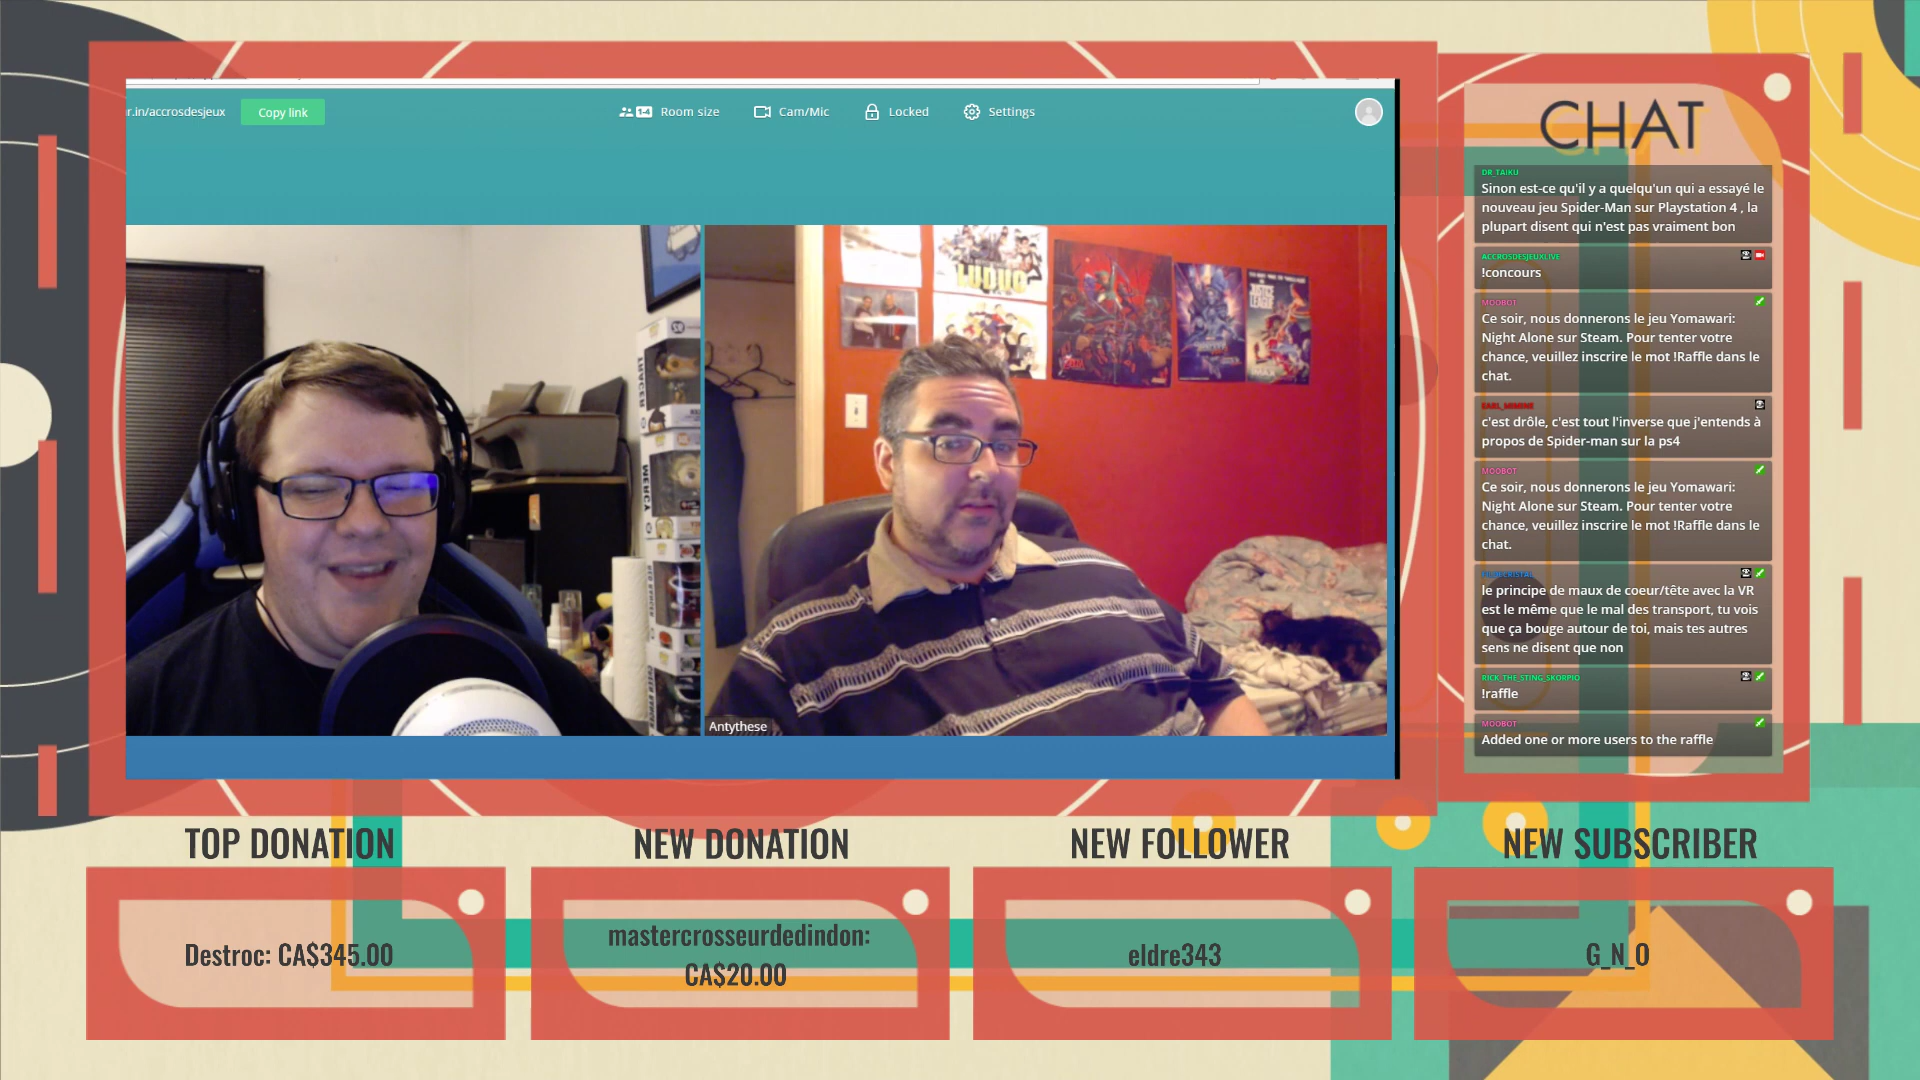 r.in/accrosdesjeux
Copy link
1-4 Room size
Cam/Mic
Locked
Settings
LUDUO
JUSTICE
LEAGUE
TRACER
MERCY
Antythese
CHAT
DR_TAIKU
Sinon est-ce qu'il y a quelqu'un qui a essayé le
nouveau jeu Spider-Man sur Playstation 4 , la
plupart disent qui n'est pas vraiment bon
ACCROSDESJEUXLIVE
!concours
MOOBOT
Ce soir, nous donnerons le jeu Yomawari:
Night Alone sur Steam. Pour tenter votre
chance, veuillez inscrire le mot !Raffle dans le
chat.
c'est drôle, c'est tout l'inverse que j'entends à
propos de Spider-man sur la ps4
MOOBOT
Ce soir, nous donnerons le jeu Yomawari:
Night Alone sur Steam. Pour tenter votre
chance, veuillez inscrire le mot !Raffle dans le
chat.
le principe de maux de coeur/tête avec la VR
est le même que le mal des transport, tu vois
que ça bouge autour de toi, mais tes autres
sens ne disent que non
RICK_THE_STING_SKORPIO
!raffle
MOOBOT
Added one or more users to the raffle
TOP DONATION
Destroc: CA$345.00
NEW DONATION
mastercrosseurdedindon:
CA$20.00
NEW FOLLOWER
eldre343
NEW SUBSCRIBER
G_N_O